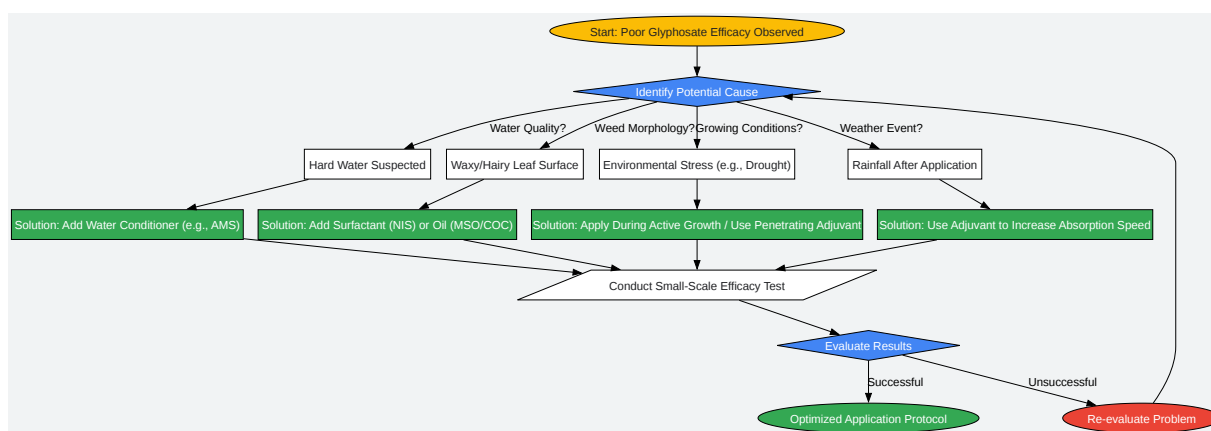 Start: Poor Glyphosate Efficacy Observed
Identify Potential Cause
Water Quality?
Weed Morphology?
Growing Conditions?
Weather Event?
Hard Water Suspected
Waxy/Hairy Leaf Surface
Environmental Stress (e.g., Drought)
Rainfall After Application
Solution: Add Water Conditioner (e.g., AMS)
Solution: Add Surfactant (NIS) or Oil (MSO/COC)
Solution: Apply During Active Growth / Use Penetrating Adjuvant
Solution: Use Adjuvant to Increase Absorption Speed
Conduct Small-Scale Efficacy Test
Evaluate Results
Successful
Unsuccessful
Optimized Application Protocol
Re-evaluate Problem